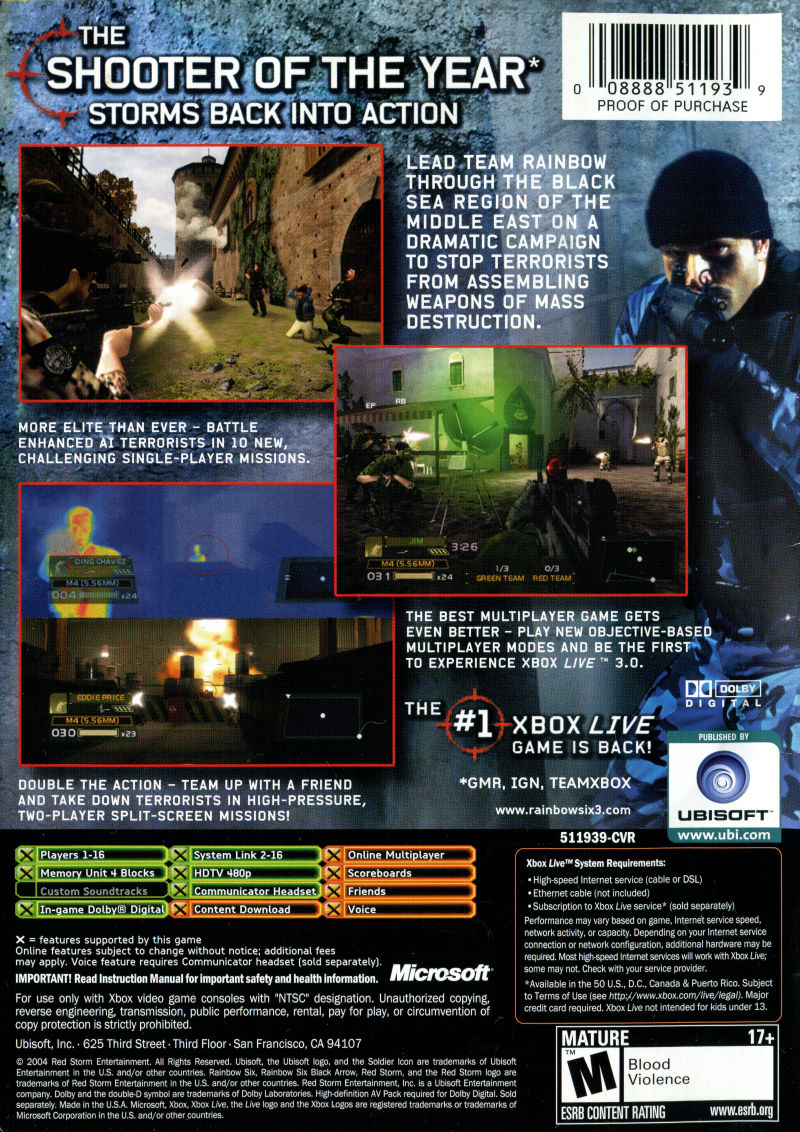 THE
SHOOTER OF THE YEAR*
STORMS BACK INTO ACTION
0 08888 51193 9
PROOF OF PURCHASE
LEAD TEAM RAINBOW
THROUGH THE BLACK
SEA REGION OF THE
MIDDLE EAST ON A
DRAMATIC CAMPAIGN
TO STOP TERRORISTS
FROM ASSEMBLING
WEAPONS OF MASS
DESTRUCTION.
MORE ELITE THAN EVER – BATTLE
ENHANCED AI TERRORISTS IN 10 NEW,
CHALLENGING SINGLE-PLAYER MISSIONS.
EP RB
JIM
3:26
M4 (5.56MM)
031 x24
1/3 0/3
GREEN TEAM RED TEAM
DING CHAVEZ
M4 (5.56MM)
004 x24
EDDIE PRICE
M4 (5.56MM)
030 x23
THE BEST MULTIPLAYER GAME GETS
EVEN BETTER – PLAY NEW OBJECTIVE-BASED
MULTIPLAYER MODES AND BE THE FIRST
TO EXPERIENCE XBOX LIVE™ 3.0.
DOLBY
DIGITAL
THE #1 XBOX LIVE
GAME IS BACK!
*GMR, IGN, TEAMXBOX
www.rainbowsix3.com
PUBLISHED BY
UBISOFT™
www.ubi.com
DOUBLE THE ACTION – TEAM UP WITH A FRIEND
AND TAKE DOWN TERRORISTS IN HIGH-PRESSURE,
TWO-PLAYER SPLIT-SCREEN MISSIONS!
511939-CVR
Players 1-16 System Link 2-16 Online Multiplayer
Memory Unit 4 Blocks HDTV 480p Scoreboards
Custom Soundtracks Communicator Headset Friends
In-game Dolby® Digital Content Download Voice
X = features supported by this game
Online features subject to change without notice; additional fees
may apply. Voice feature requires Communicator headset (sold separately).
IMPORTANT! Read Instruction Manual for important safety and health information.
Microsoft®
For use only with Xbox video game consoles with "NTSC" designation. Unauthorized copying,
reverse engineering, transmission, public performance, rental, pay for play, or circumvention of
copy protection is strictly prohibited.
Ubisoft, Inc. · 625 Third Street · Third Floor · San Francisco, CA 94107
© 2004 Red Storm Entertainment. All Rights Reserved. Ubisoft, the Ubisoft logo, and the Soldier Icon are trademarks of Ubisoft
Entertainment in the U.S. and/or other countries. Rainbow Six, Rainbow Six Black Arrow, Red Storm, and the Red Storm logo are
trademarks of Red Storm Entertainment in the U.S. and/or other countries. Red Storm Entertainment, Inc. is a Ubisoft Entertainment
company. Dolby and the double-D symbol are trademarks of Dolby Laboratories. High-definition AV Pack required for Dolby Digital. Sold
separately. Made in the U.S.A. Microsoft, Xbox, Xbox Live, the Live logo and the Xbox Logos are registered trademarks or trademarks of
Microsoft Corporation in the U.S. and/or other countries.
Xbox Live™ System Requirements:
• High-speed Internet service (cable or DSL)
• Ethernet cable (not included)
• Subscription to Xbox Live service* (sold separately)
Performance may vary based on game, Internet service speed,
network activity, or capacity. Depending on your Internet service
connection or network configuration, additional hardware may be
required. Most high-speed Internet services will work with Xbox Live;
some may not. Check with your service provider.
*Available in the 50 U.S., D.C., Canada & Puerto Rico. Subject
to Terms of Use (see http://www.xbox.com/live/legal). Major
credit card required. Xbox Live not intended for kids under 13.
MATURE 17+
TM
M
Blood
Violence
ESRB CONTENT RATING www.esrb.org